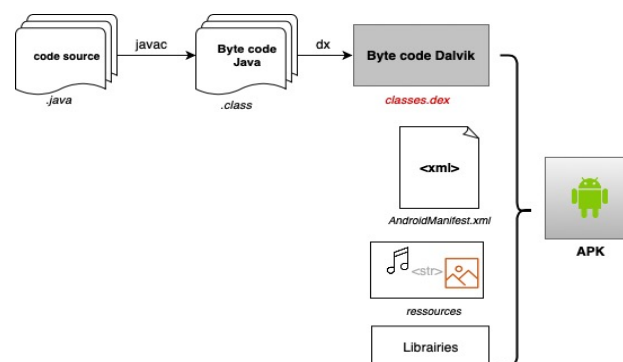 code source
javac
Byte code
Java
dx
Byte code Dalvik
.java
.class
classes.dex
<xml>
AndroidManifest.xml
<str>
ressources
Librairies
APK